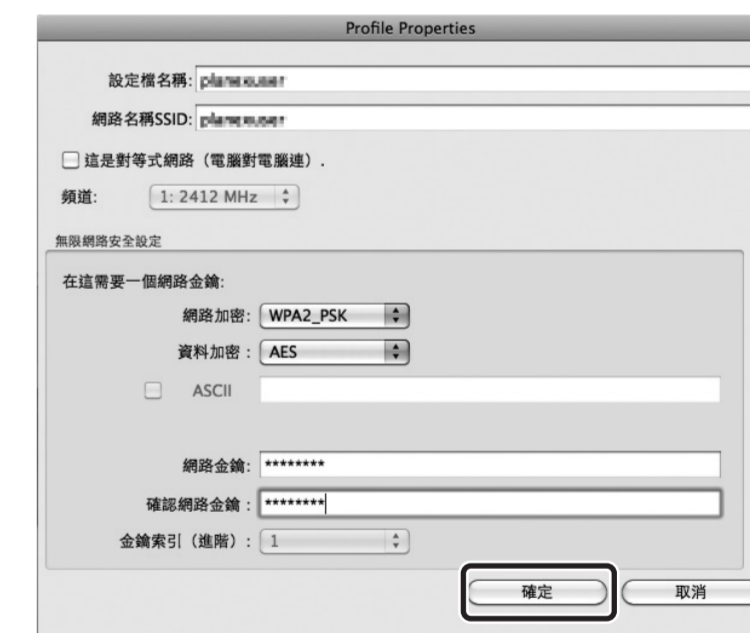 Profile Properties
設定檔名稱: planexuser
網路名稱SSID: planexuser
這是對等式網路（電腦對電腦連）.
頻道: 1: 2412 MHz
無限網路安全設定
在這需要一個網路金鑰:
網路加密: WPA2_PSK
資料加密 : AES
ASCII
網路金鑰: ********
確認網路金鑰 : ********
金鑰索引（進階）: 1
確定 取消